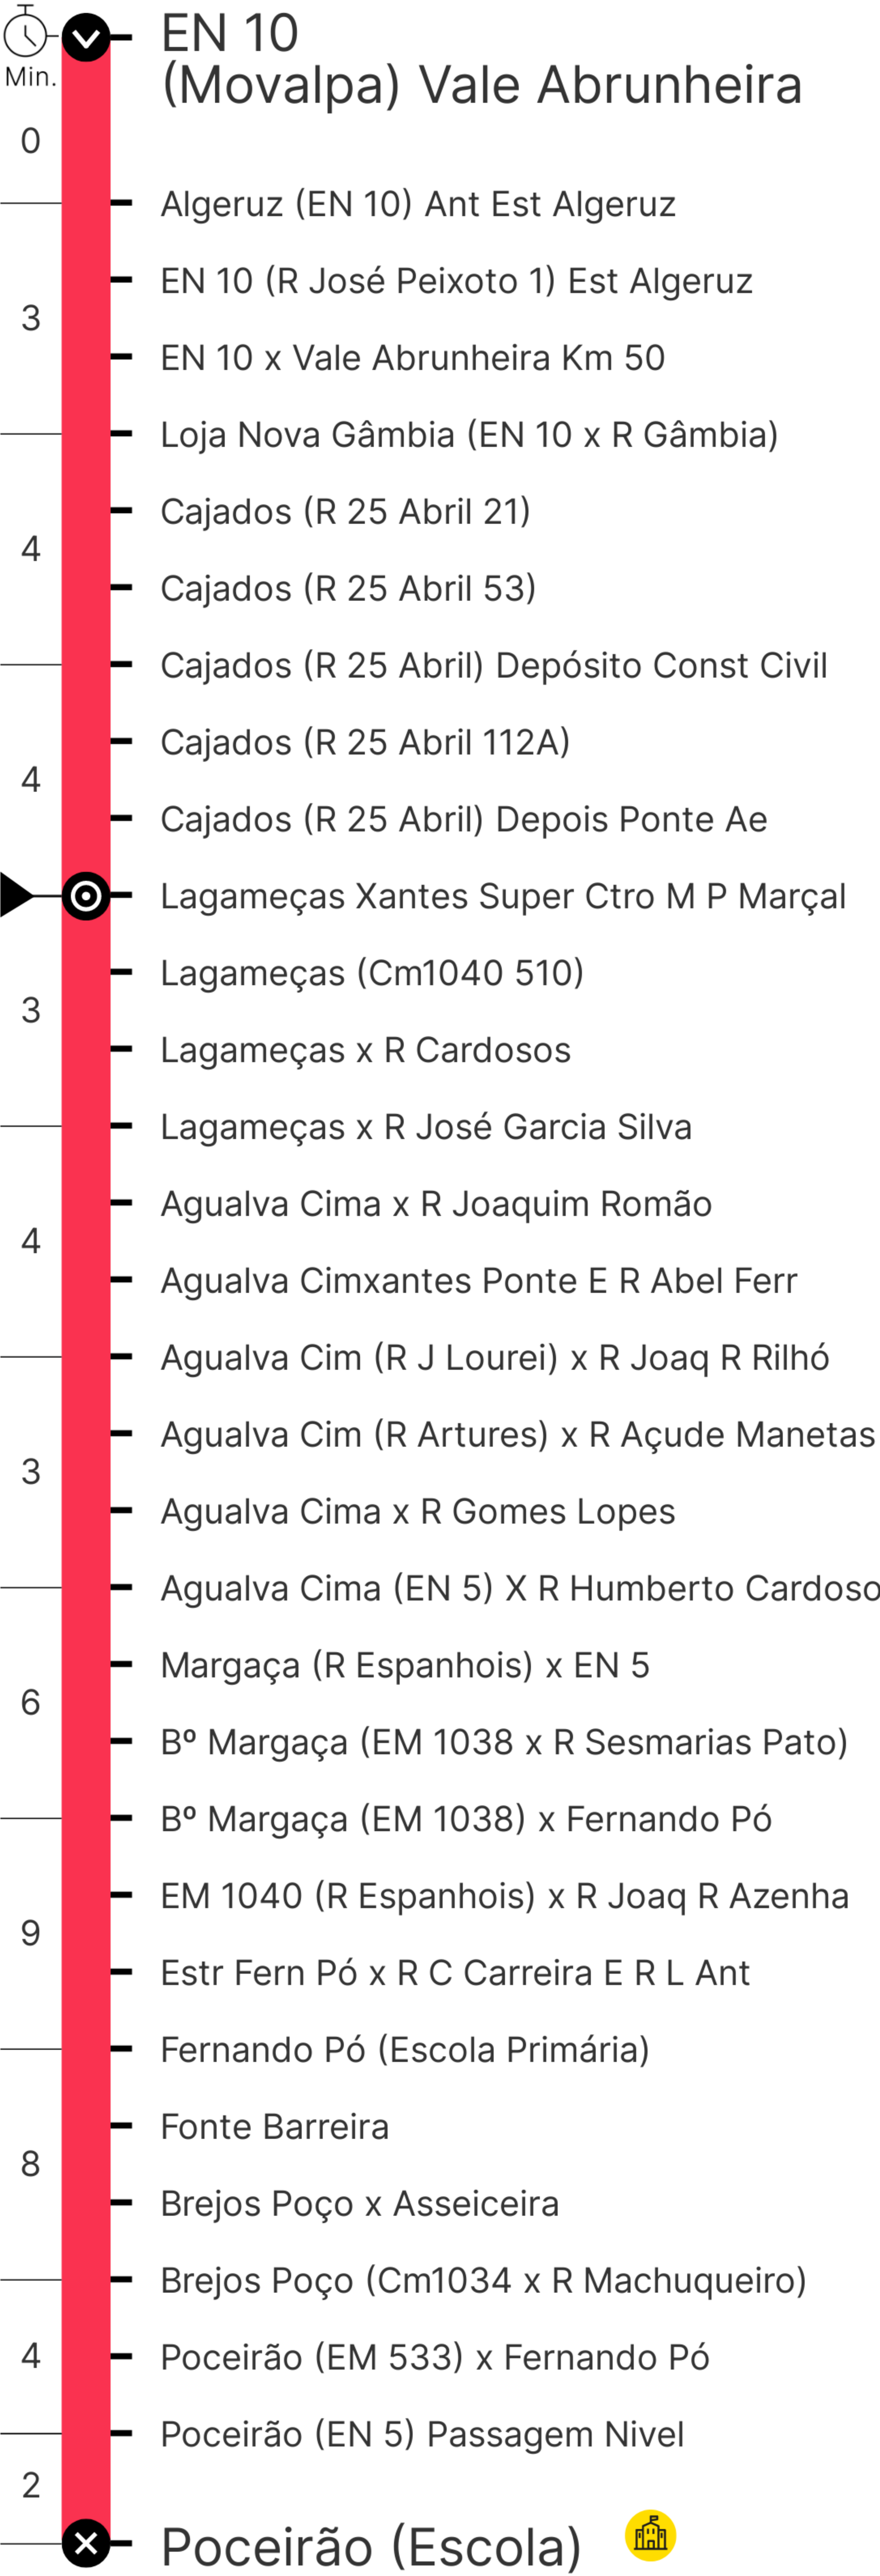 EN 10
Min.
(Movalpa) Vale Abrunheira
0
Algeruz (EN 10) Ant Est Algeruz
EN 10 (R José Peixoto 1) Est Algeruz
3
EN 10 x Vale Abrunheira Km 50
Loja Nova Gâmbia (EN 10 x R Gâmbia)
Cajados (R 25 Abril 21)
4
Cajados (R 25 Abril 53)
Cajados (R 25 Abril) Depósito Const Civil
Cajados (R 25 Abril 112A)
4
Cajados (R 25 Abril) Depois Ponte Ae
Lagameças Xantes Super Ctro M P Marçal
Lagameças (Cm1040 510)
3
Lagameças x R Cardosos
Lagameças x R José Garcia Silva
Agualva Cima x R Joaquim Romão
4
Agualva Cimxantes Ponte E R Abel Ferr
Agualva Cim (R J Lourei) x R Joaq R Rilhó
Agualva Cim (R Artures) x R Açude Manetas
3
Agualva Cima x R Gomes Lopes
Agualva Cima (EN 5) X R Humberto Cardoso
Margaça (R Espanhois) x EN 5
6
Bº Margaça (EM 1038 x R Sesmarias Pato)
Bº Margaça (EM 1038) x Fernando Pó
EM 1040 (R Espanhois) x R Joaq R Azenha
9
Estr Fern Pó x R C Carreira E R L Ant
Fernando Pó (Escola Primária)
Fonte Barreira
8
Brejos Poço x Asseiceira
Brejos Poço (Cm1034 x R Machuqueiro)
4
Poceirão (EM 533) x Fernando Pó
Poceirão (EN 5) Passagem Nivel
2
Poceirão (Escola)